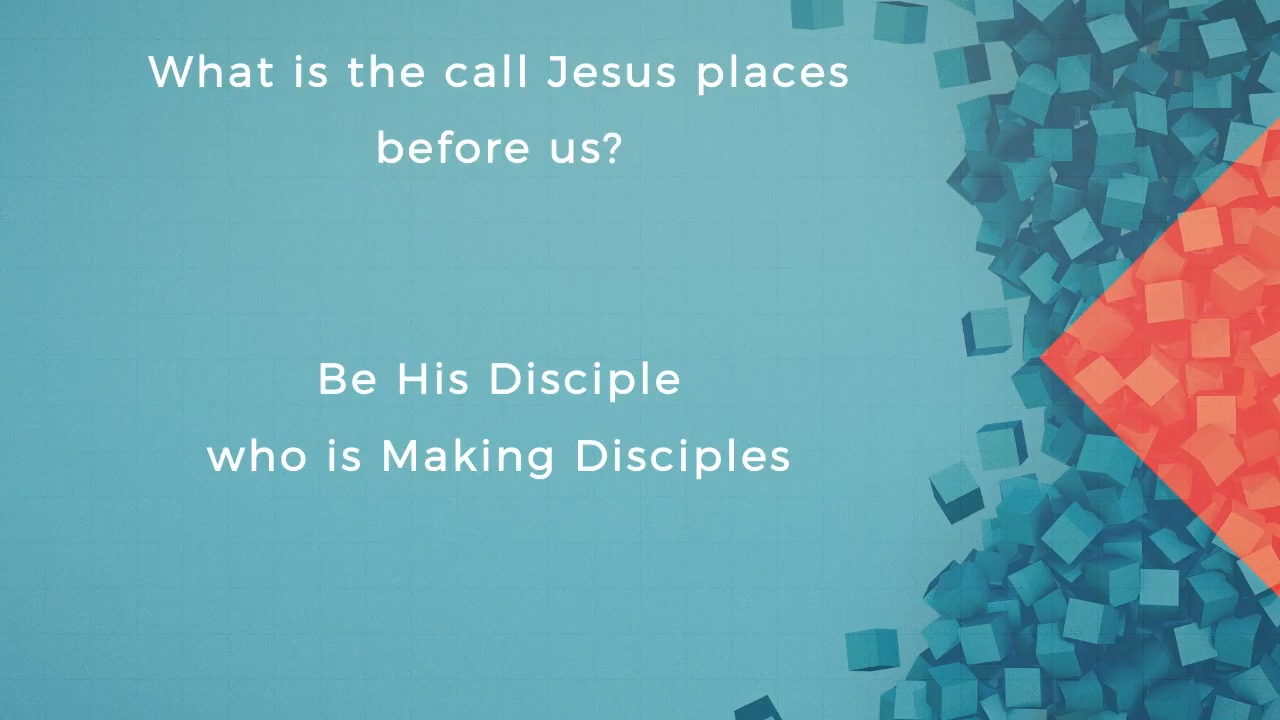 What is the call Jesus places
before us?
Be His Disciple
who is Making Disciples